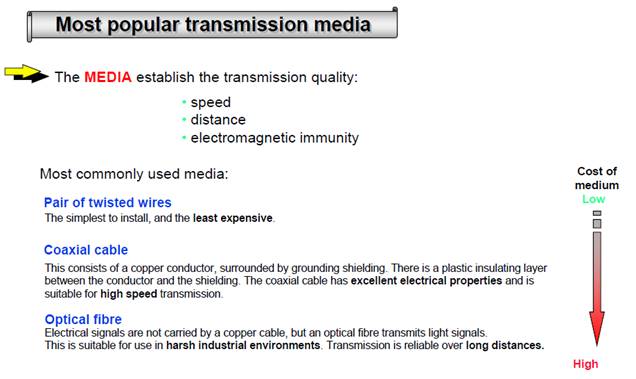 Most popular transmission media
The MEDIA establish the transmission quality:
• speed
• distance
• electromagnetic immunity
Most commonly used media:
Cost of
medium
Low
Pair of twisted wires
The simplest to install, and the least expensive.
Coaxial cable
This consists of a copper conductor, surrounded by grounding shielding. There is a plastic insulating layer
between the conductor and the shielding. The coaxial cable has excellent electrical properties and is
suitable for high speed transmission.
Optical fibre
Electrical signals are not carried by a copper cable, but an optical fibre transmits light signals.
This is suitable for use in harsh industrial environments. Transmission is reliable over long distances.
High